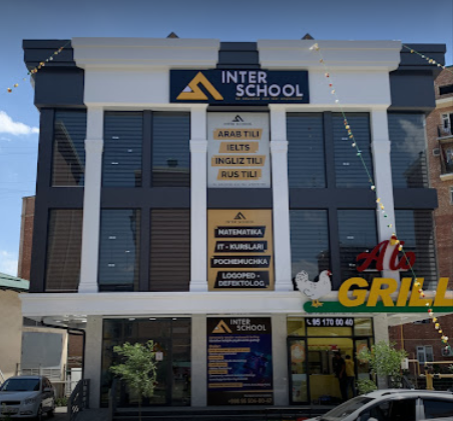 INTER
SCHOOL
ARAB TILI
IELTS
INGLIZ TILI
RUS TILI
MATEMATIKA
IT - KURSLARI
POCHEMUCHKA
LOGOPED -
DEFEKTOLOG
Ala
GRILL
95 170 00 40
INTER
SCHOOL